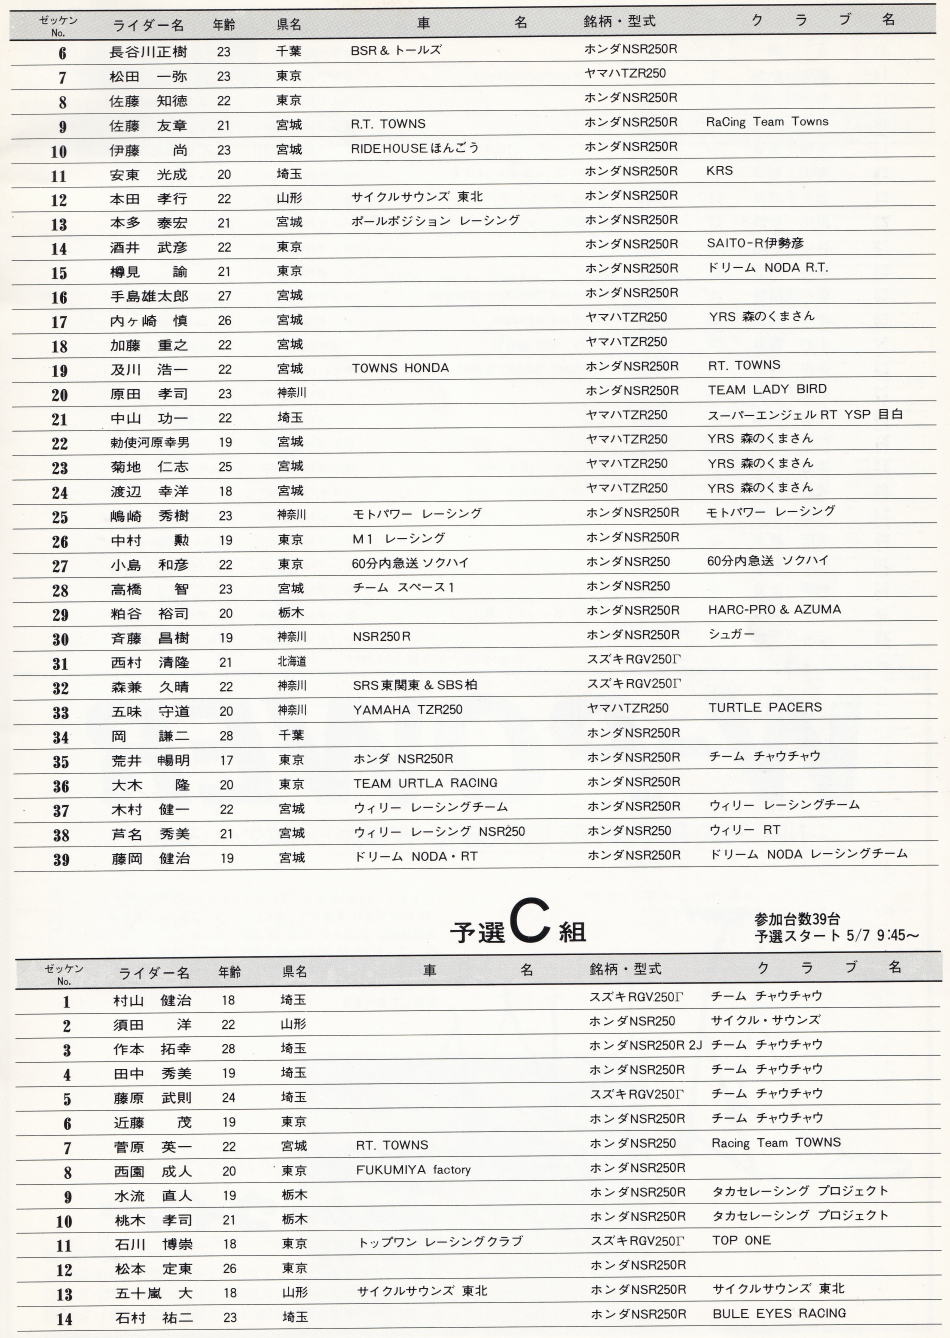 ゼッケンNo. ライダー名 年齢 県名 車 名 銘柄・型式 ク ラ ブ 名
6 長谷川正樹 23 千葉 BSR & トールズ ホンダNSR250R
7 松田 一弥 23 東京 ヤマハTZR250
8 佐藤 知徳 22 東京 ホンダNSR250R
9 佐藤 友章 21 宮城 R.T. TOWNS ホンダNSR250R RaCing Team Towns
10 伊藤 尚 23 宮城 RIDEHOUSEほんごう ホンダNSR250R
11 安東 光成 20 埼玉 ホンダNSR250R KRS
12 本田 孝行 22 山形 サイクルサウンズ 東北 ホンダNSR250R
13 本多 泰宏 21 宮城 ポールポジション レーシング ホンダNSR250R
14 酒井 武彦 22 東京 ホンダNSR250R SAITO-R伊勢彦
15 樽見 諭 21 東京 ホンダNSR250R ドリーム NODA R.T.
16 手島雄太郎 27 宮城 ホンダNSR250R
17 内ヶ崎 慎 26 宮城 ヤマハTZR250 YRS 森のくまさん
18 加藤 重之 22 宮城 ヤマハTZR250
19 及川 浩一 22 宮城 TOWNS HONDA ホンダNSR250R RT. TOWNS
20 原田 孝司 23 神奈川 ホンダNSR250R TEAM LADY BIRD
21 中山 功一 22 埼玉 ヤマハTZR250 スーパーエンジェルRT YSP 目白
22 勅使河原幸男 19 宮城 ヤマハTZR250 YRS 森のくまさん
23 菊地 仁志 25 宮城 ヤマハTZR250 YRS 森のくまさん
24 渡辺 幸洋 18 宮城 ヤマハTZR250 YRS 森のくまさん
25 嶋崎 秀樹 23 神奈川 モトパワー レーシング ホンダNSR250R モトパワー レーシング
26 中村 勲 19 東京 M1 レーシング ホンダNSR250R
27 小島 和彦 22 東京 60分内急送ソクハイ ホンダNSR250 60分内急送 ソクハイ
28 高橋 智 23 宮城 チーム スペース1 ホンダNSR250
29 粕谷 裕司 20 栃木 ホンダNSR250R HARC-PRO & AZUMA
30 斉藤 昌樹 19 神奈川 NSR250R ホンダNSR250R シュガー
31 西村 清隆 21 北海道 スズキRGV250Γ
32 森兼 久晴 22 神奈川 SRS東関東 & SBS柏 スズキRGV250Γ
33 五味 守道 20 神奈川 YAMAHA TZR250 ヤマハTZR250 TURTLE PACERS
34 岡 謙二 28 千葉 ホンダNSR250R
35 荒井 暢明 17 東京 ホンダ NSR250R ホンダNSR250R チーム チャウチャウ
36 大木 隆 20 東京 TEAM URTLA RACING ホンダNSR250R
37 木村 健一 22 宮城 ウィリー レーシングチーム ホンダNSR250R ウィリー レーシングチーム
38 芦名 秀美 21 宮城 ウィリー レーシング NSR250 ホンダNSR250 ウィリー RT
39 藤岡 健治 19 宮城 ドリーム NODA・RT ホンダNSR250R ドリーム NODA レーシングチーム
予選C組
参加台数39台
予選スタート 5/7 9:45〜
ゼッケンNo. ライダー名 年齢 県名 車 名 銘柄・型式 ク ラ ブ 名
1 村山 健治 18 埼玉 スズキRGV250Γ チーム チャウチャウ
2 須田 洋 22 山形 ホンダNSR250 サイクル・サウンズ
3 作本 拓幸 28 埼玉 ホンダNSR250R 2J チーム チャウチャウ
4 田中 秀美 19 埼玉 ホンダNSR250R チーム チャウチャウ
5 藤原 武則 24 埼玉 スズキRGV250Γ チーム チャウチャウ
6 近藤 茂 19 東京 ホンダNSR250R チーム チャウチャウ
7 菅原 英一 22 宮城 RT. TOWNS ホンダNSR250 Racing Team TOWNS
8 西園 成人 20 東京 FUKUMIYA factory ホンダNSR250R
9 水流 直人 19 栃木 ホンダNSR250R タカセレーシング プロジェクト
10 桃木 孝司 21 栃木 ホンダNSR250R タカセレーシング プロジェクト
11 石川 博崇 18 東京 トップワン レーシングクラブ スズキRGV250Γ TOP ONE
12 松本 定東 26 東京 ホンダNSR250R
13 五十嵐 大 18 山形 サイクルサウンズ 東北 ホンダNSR250R サイクルサウンズ 東北
14 石村 祐二 23 埼玉 ホンダNSR250R BULE EYES RACING